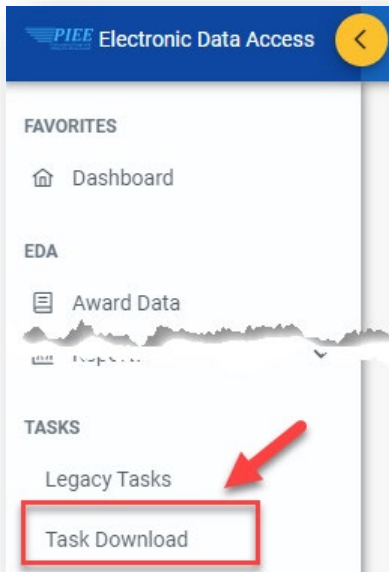 PIEE Electronic Data Access
FAVORITES
Dashboard
EDA
Award Data
TASKS
Legacy Tasks
Task Download